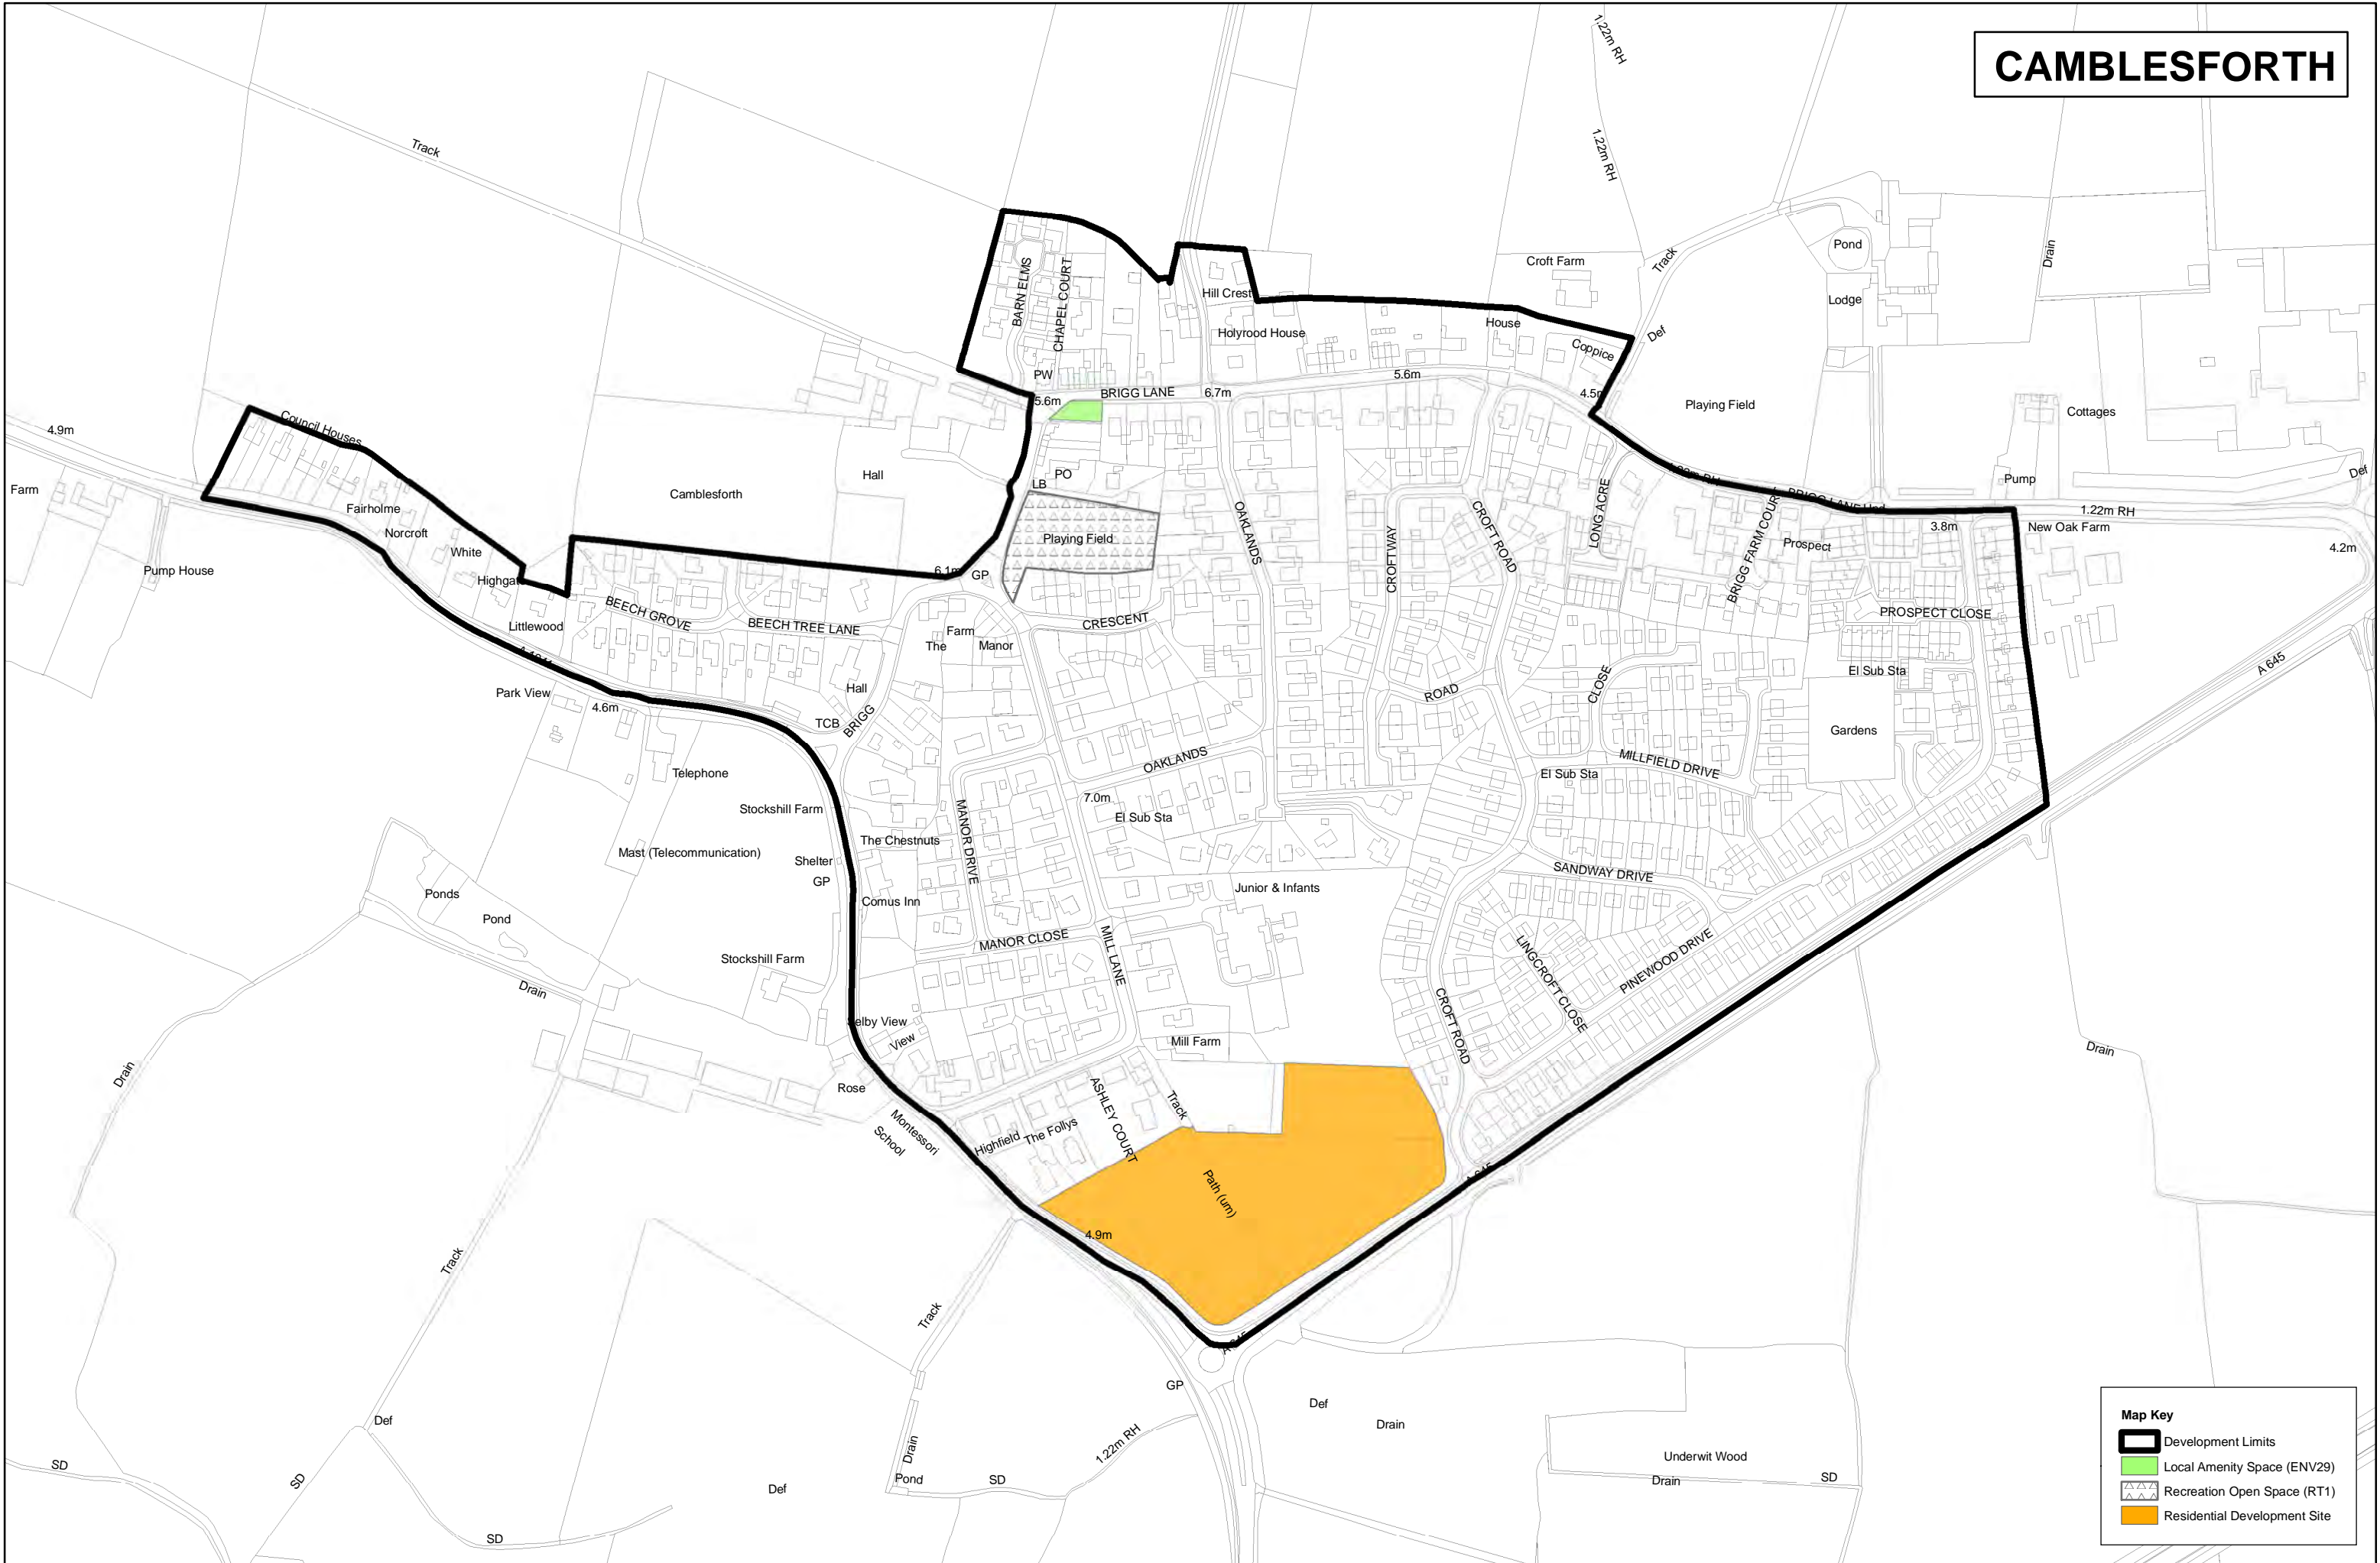 CAMBLESFORTH
1.22m RH
1.22m RH
Track
Track
Pond
Drain
Croft Farm
Lodge
BARN ELMS
CHAPEL COURT
Hill Crest
Holyrood House
House
Coppice
Def
PW
BRIGG LANE
5.6m
6.7m
5.6m
4.5m
Playing Field
Cottages
4.9m
Council Houses
Farm
Fairholme
Norcroft
White
Highgate
Pump House
Littlewood
Camblesforth
Hall
PO
LB
Playing Field
OAKLANDS
CROFTWAY
CROFT ROAD
LONG ACRE
BRIGG FARM COURT
BRIGG LANE
Prospect
Pump
Def
1.22m RH
3.8m
New Oak Farm
4.2m
6.1m
GP
BEECH GROVE
BEECH TREE LANE
CRESCENT
Farm
The
Manor
PROSPECT CLOSE
El Sub Sta
A 645
Park View
4.6m
Hall
TCB
BRIGG
ROAD
CLOSE
Gardens
Telephone
OAKLANDS
MILLFIELD DRIVE
El Sub Sta
Stockshill Farm
MANOR DRIVE
7.0m
El Sub Sta
The Chestnuts
Mast (Telecommunication)
Shelter
GP
SANDWAY DRIVE
Ponds
Pond
Comus Inn
Junior & Infants
MANOR CLOSE
MILL LANE
LINGCROFT CLOSE
PINEWOOD DRIVE
Stockshill Farm
Drain
CROFT ROAD
Selby View
View
Mill Farm
Drain
Drain
Rose
ASHLEY COURT
Track
Montessori
School
Highfield
The Follys
Path (um)
A 645
4.9m
Track
Track
A 645
GP
Def
Drain
Def
1.22m RH
Drain
Underwit Wood
SD
SD
Pond
SD
Drain
SD
Def
SD
Map Key
Development Limits
Local Amenity Space (ENV29)
Recreation Open Space (RT1)
Residential Development Site